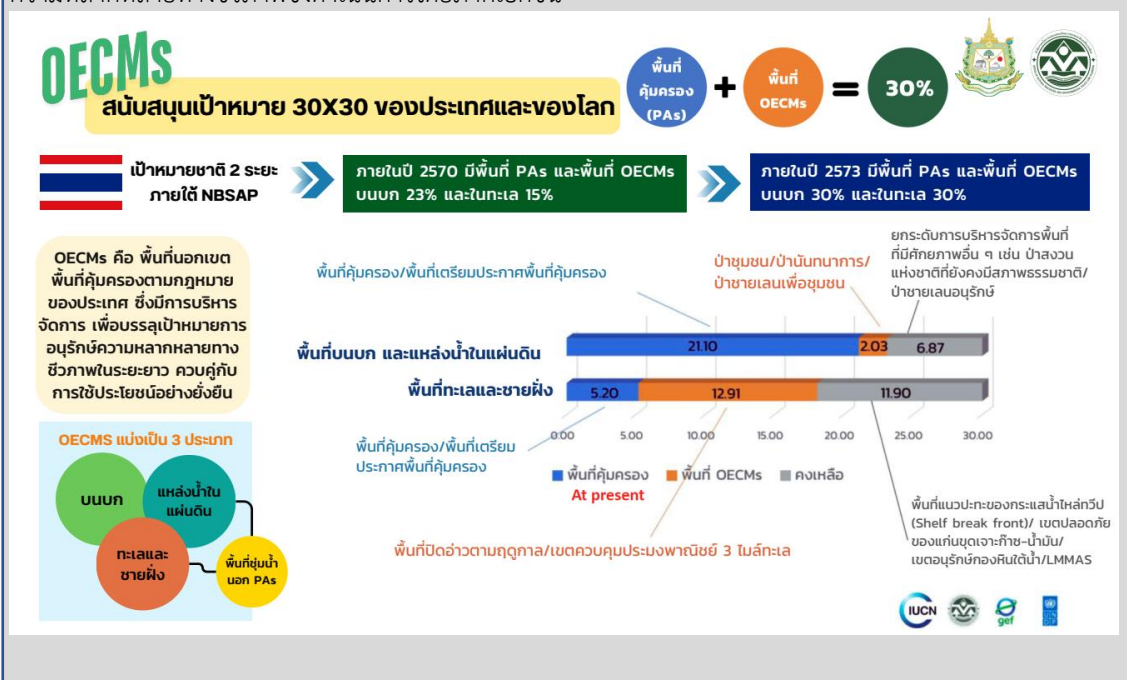 OECMs
สนับสนุนเป้าหมาย 30X30 ของประเทศและของโลก
พื้นที่
คุ้มครอง
(PAs)
+
พื้นที่
OECMs
=
30%
เป้าหมายชาติ 2 ระยะ
ภายใต้ NBSAP
ภายในปี 2570 มีพื้นที่ PAs และพื้นที่ OECMs
บนบก 23% และในทะเล 15%
ภายในปี 2573 มีพื้นที่ PAs และพื้นที่ OECMs
บนบก 30% และในทะเล 30%
OECMs คือ พื้นที่นอกเขต
พื้นที่คุ้มครองตามกฎหมาย
ของประเทศ ซึ่งมีการบริหาร
จัดการ เพื่อบรรลุเป้าหมายการ
อนุรักษ์ความหลากหลายทาง
ชีวภาพในระยะยาว ควบคู่กับ
การใช้ประโยชน์อย่างยั่งยืน
OECMS แบ่งเป็น 3 ประเภท
บนบก
แหล่งน้ำใน
แผ่นดิน
ทะเลและ
ชายฝั่ง
พื้นที่ชุ่มน้ำ
นอก PAs
พื้นที่คุ้มครอง/พื้นที่เตรียมประกาศพื้นที่คุ้มครอง
ป่าชุมชน/ป่านันทนาการ/
ป่าชายเลนเพื่อชุมชน
ยกระดับการบริหารจัดการพื้นที่
ที่มีศักยภาพอื่น ๆ เช่น ป่าสงวน
แห่งชาติที่ยังคงมีสภาพธรรมชาติ/
ป่าชายเลนอนุรักษ์
พื้นที่บนบก และแหล่งน้ำในแผ่นดิน
21.10
2.03
6.87
พื้นที่ทะเลและชายฝั่ง
5.20
12.91
11.90
0.00
5.00
10.00
15.00
20.00
25.00
30.00
พื้นที่คุ้มครอง/พื้นที่เตรียม
ประกาศพื้นที่คุ้มครอง
พื้นที่คุ้มครอง
พื้นที่ OECMs
คงเหลือ
At present
พื้นที่ปิดอ่าวตามฤดูกาล/เขตควบคุมประมงพาณิชย์ 3 ไมล์ทะเล
พื้นที่แนวปะทะของกระแสน้ำไหล่ทวีป
(Shelf break front)/ เขตปลอดภัย
ของแท่นขุดเจาะก๊าซ-น้ำมัน/
เขตอนุรักษ์กองหินใต้น้ำ/LMMAS
IUCN
gef